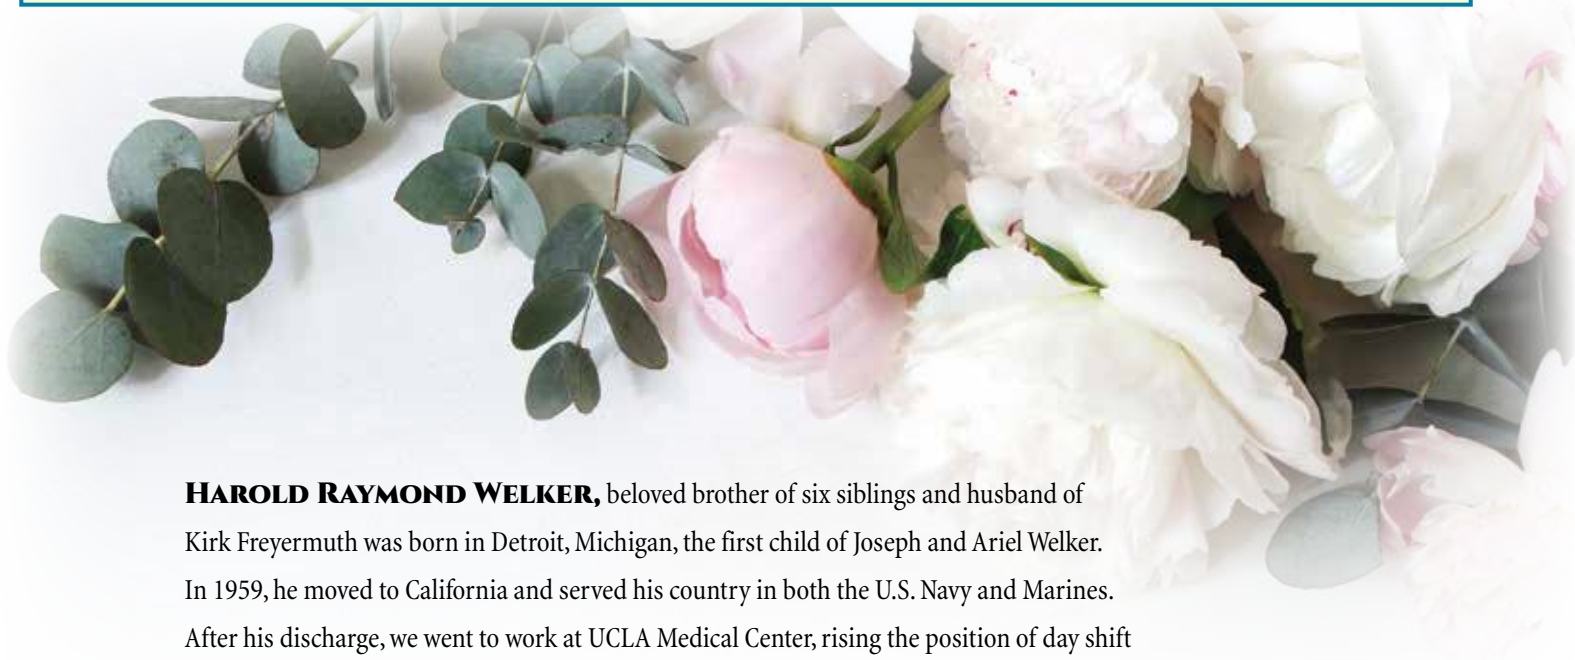 HAROLD RAYMOND WELKER, beloved brother of six siblings and husband of
Kirk Freyermuth was born in Detroit, Michigan, the first child of Joseph and Ariel Welker.
In 1959, he moved to California and served his country in both the U.S. Navy and Marines.
After his discharge, we went to work at UCLA Medical Center, rising the position of day shift